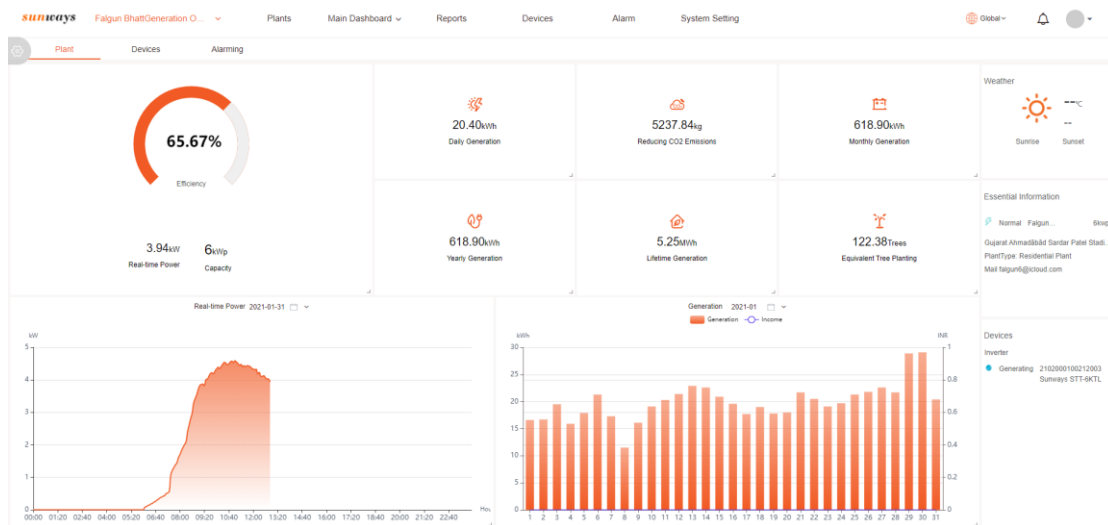 sunways Falgun BhattGeneration O... Plants Main Dashboard Reports Devices Alarm System Setting Global
Plant Devices Alarming
65.67%
Efficiency
3.94kW 6kWp
Real-time Power Capacity
20.40kWh
Daily Generation
5237.84kg
Reducing CO2 Emissions
618.90kWh
Monthly Generation
618.90kWh
Yearly Generation
5.25MWh
Lifetime Generation
122.38Trees
Equivalent Tree Planting
Weather
--℃
--
Sunrise Sunset
Essential Information
Normal Falgun... 6kwp
Gujarat Ahmadābād Sardar Patel Stadi...
PlantType: Residential Plant
Mail falgun6@icloud.com
Real-time Power 2021-01-31
kW
5
4
3
2
1
0
00:00 01:20 02:40 04:00 05:20 06:40 08:00 09:20 10:40 12:00 13:20 14:40 16:00 17:20 18:40 20:00 21:20 22:40
Hou
Generation 2021-01
Generation Income
kWh INR
30 1
25
0.8
20
0.6
15
0.4
10
0.2
5
0 0
1 2 3 4 5 6 7 8 9 10 11 12 13 14 15 16 17 18 19 20 21 22 23 24 25 26 27 28 29 30 31
Devices
Inverter
Generating 2102000100212003
Sunways STT-6KTL